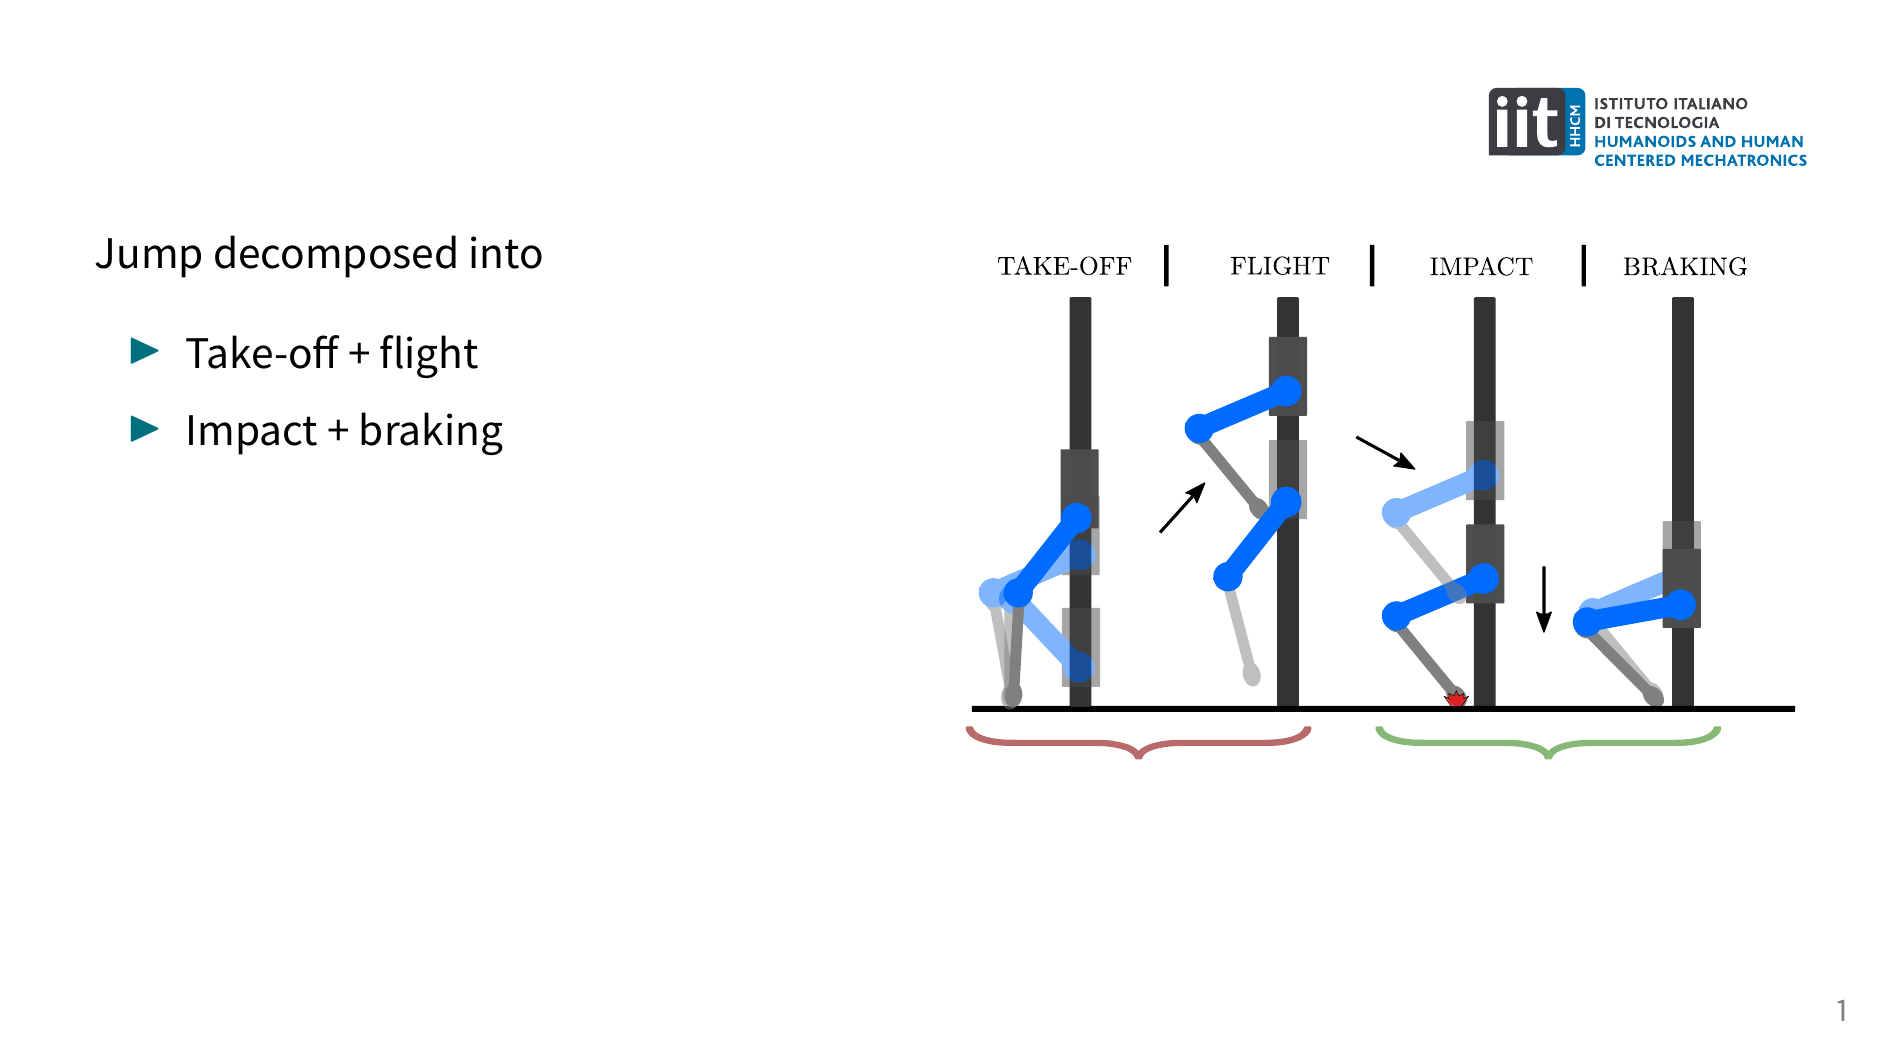 iit
HHCM
ISTITUTO ITALIANO
DI TECNOLOGIA
HUMANOIDS AND HUMAN
CENTERED MECHATRONICS
Jump decomposed into
Take-off + flight
Impact + braking
TAKE-OFF | FLIGHT | IMPACT | BRAKING
1